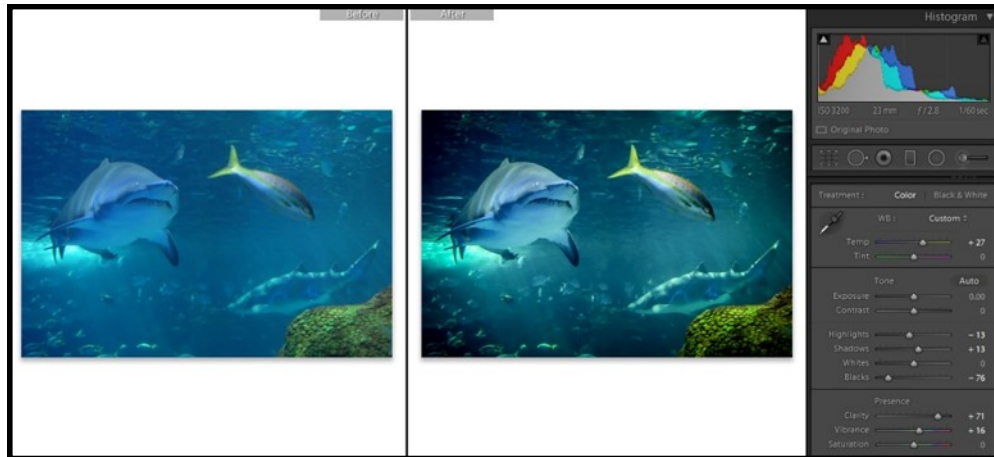 Before
After
Histogram
ISO 3200 23 mm f / 2.8 1/60 sec
Original Photo
Treatment : Color Black & White
WB : Custom
Temp + 27
Tint 0
Tone Auto
Exposure 0.00
Contrast 0
Highlights – 13
Shadows + 13
Whites 0
Blacks – 76
Presence
Clarity + 71
Vibrance + 16
Saturation 0